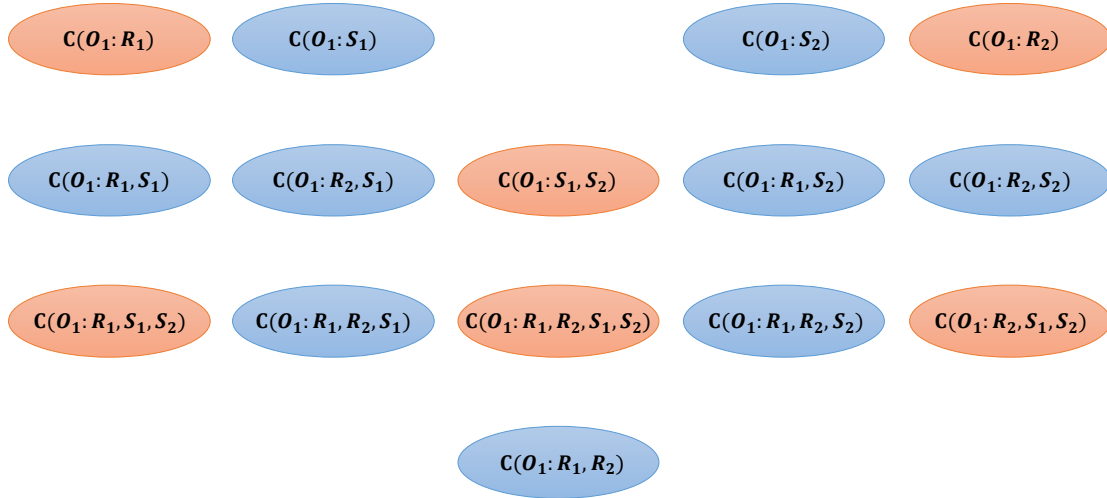 C(O₁: R₁)
C(O₁: S₁)
C(O₁: S₂)
C(O₁: R₂)
C(O₁: R₁, S₁)
C(O₁: R₂, S₁)
C(O₁: S₁, S₂)
C(O₁: R₁, S₂)
C(O₁: R₂, S₂)
C(O₁: R₁, S₁, S₂)
C(O₁: R₁, R₂, S₁)
C(O₁: R₁, R₂, S₁, S₂)
C(O₁: R₁, R₂, S₂)
C(O₁: R₂, S₁, S₂)
C(O₁: R₁, R₂)